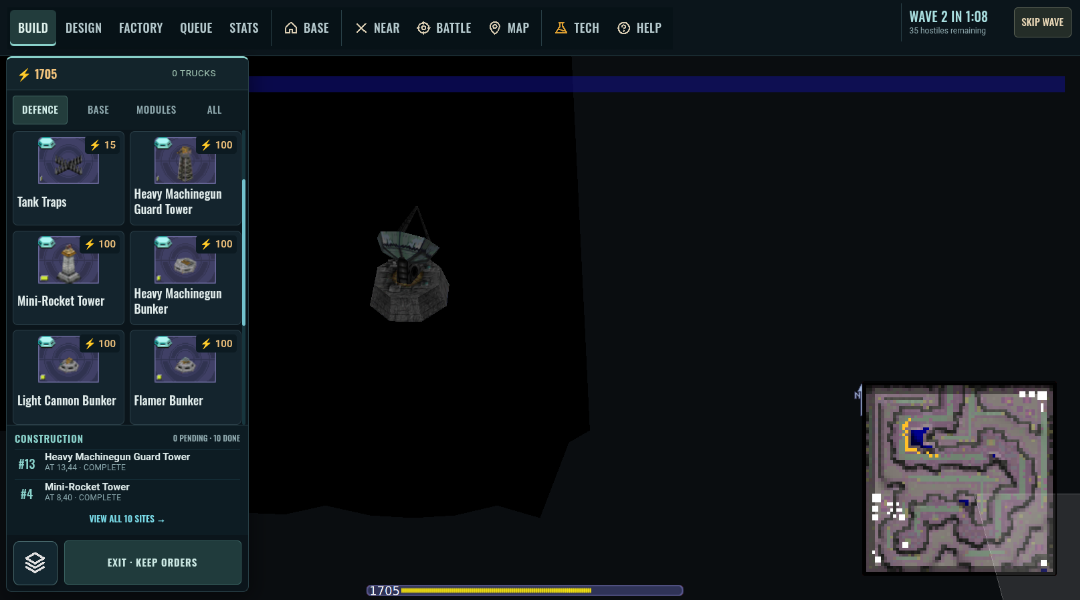 BUILD DESIGN FACTORY QUEUE STATS BASE NEAR BATTLE MAP TECH HELP
WAVE 2 IN 1:08
35 hostiles remaining
SKIP WAVE
1705 0 TRUCKS
DEFENCE BASE MODULES ALL
15
Tank Traps
100
Heavy Machinegun
Guard Tower
100
Mini-Rocket Tower
100
Heavy Machinegun
Bunker
100
Light Cannon Bunker
100
Flamer Bunker
CONSTRUCTION 0 PENDING · 10 DONE
#13 Heavy Machinegun Guard Tower
AT 13,44 · COMPLETE
#4 Mini-Rocket Tower
AT 8,40 · COMPLETE
VIEW ALL 10 SITES →
EXIT · KEEP ORDERS
1705
N